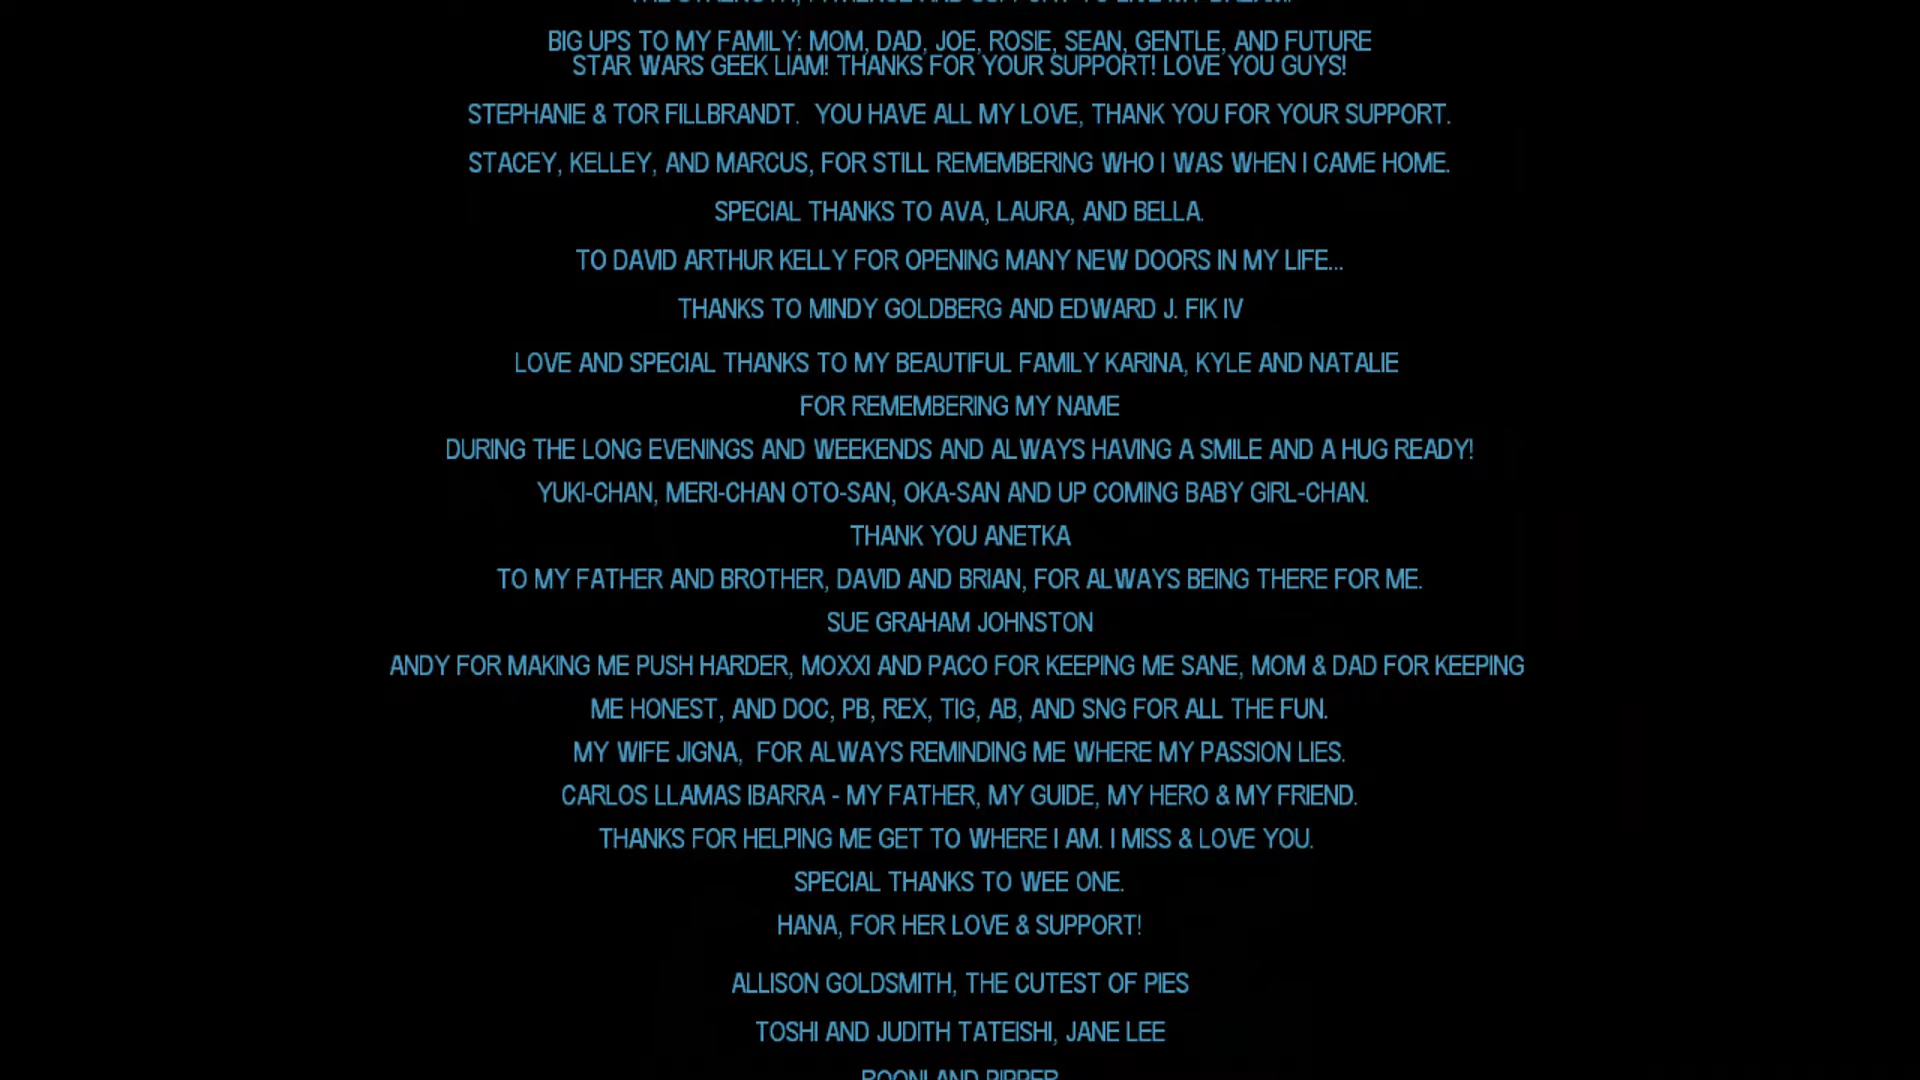 THE STRENGTH, PATIENCE AND SUPPORT TO LIVE MY DREAM.
BIG UPS TO MY FAMILY: MOM, DAD, JOE, ROSIE, SEAN, GENTLE, AND FUTURE
STAR WARS GEEK LIAM! THANKS FOR YOUR SUPPORT! LOVE YOU GUYS!
STEPHANIE & TOR FILLBRANDT. YOU HAVE ALL MY LOVE, THANK YOU FOR YOUR SUPPORT.
STACEY, KELLEY, AND MARCUS, FOR STILL REMEMBERING WHO I WAS WHEN I CAME HOME.
SPECIAL THANKS TO AVA, LAURA, AND BELLA.
TO DAVID ARTHUR KELLY FOR OPENING MANY NEW DOORS IN MY LIFE...
THANKS TO MINDY GOLDBERG AND EDWARD J. FIK IV
LOVE AND SPECIAL THANKS TO MY BEAUTIFUL FAMILY KARINA, KYLE AND NATALIE
FOR REMEMBERING MY NAME
DURING THE LONG EVENINGS AND WEEKENDS AND ALWAYS HAVING A SMILE AND A HUG READY!
YUKI-CHAN, MERI-CHAN OTO-SAN, OKA-SAN AND UP COMING BABY GIRL-CHAN.
THANK YOU ANETKA
TO MY FATHER AND BROTHER, DAVID AND BRIAN, FOR ALWAYS BEING THERE FOR ME.
SUE GRAHAM JOHNSTON
ANDY FOR MAKING ME PUSH HARDER, MOXXI AND PACO FOR KEEPING ME SANE, MOM & DAD FOR KEEPING
ME HONEST, AND DOC, PB, REX, TIG, AB, AND SNG FOR ALL THE FUN.
MY WIFE JIGNA, FOR ALWAYS REMINDING ME WHERE MY PASSION LIES.
CARLOS LLAMAS IBARRA - MY FATHER, MY GUIDE, MY HERO & MY FRIEND.
THANKS FOR HELPING ME GET TO WHERE I AM. I MISS & LOVE YOU.
SPECIAL THANKS TO WEE ONE.
HANA, FOR HER LOVE & SUPPORT!
ALLISON GOLDSMITH, THE CUTEST OF PIES
TOSHI AND JUDITH TATEISHI, JANE LEE
AND